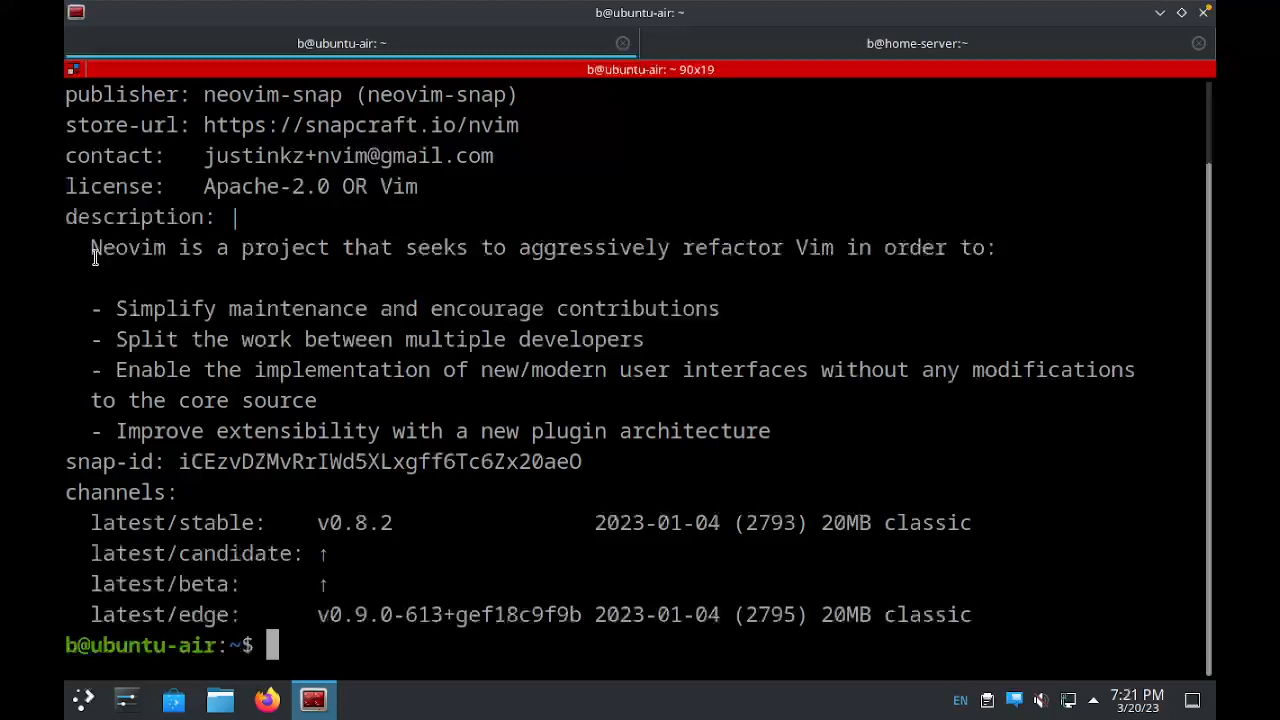 b@ubuntu-air: ~
b@ubuntu-air: ~
b@home-server:~
b@ubuntu-air: ~ 90x19
publisher: neovim-snap (neovim-snap)
store-url: https://snapcraft.io/nvim
contact:   justinkz+nvim@gmail.com
license:   Apache-2.0 OR Vim
description: |
  Neovim is a project that seeks to aggressively refactor Vim in order to:
  - Simplify maintenance and encourage contributions
  - Split the work between multiple developers
  - Enable the implementation of new/modern user interfaces without any modifications
  to the core source
  - Improve extensibility with a new plugin architecture
snap-id: iCEzvDZMvRrIWd5XLxgff6Tc6Zx20aeO
channels:
  latest/stable:    v0.8.2                2023-01-04 (2793) 20MB classic
  latest/candidate: ↑
  latest/beta:      ↑
  latest/edge:      v0.9.0-613+gef18c9f9b 2023-01-04 (2795) 20MB classic
b@ubuntu-air:~$
EN
7:21 PM
3/20/23